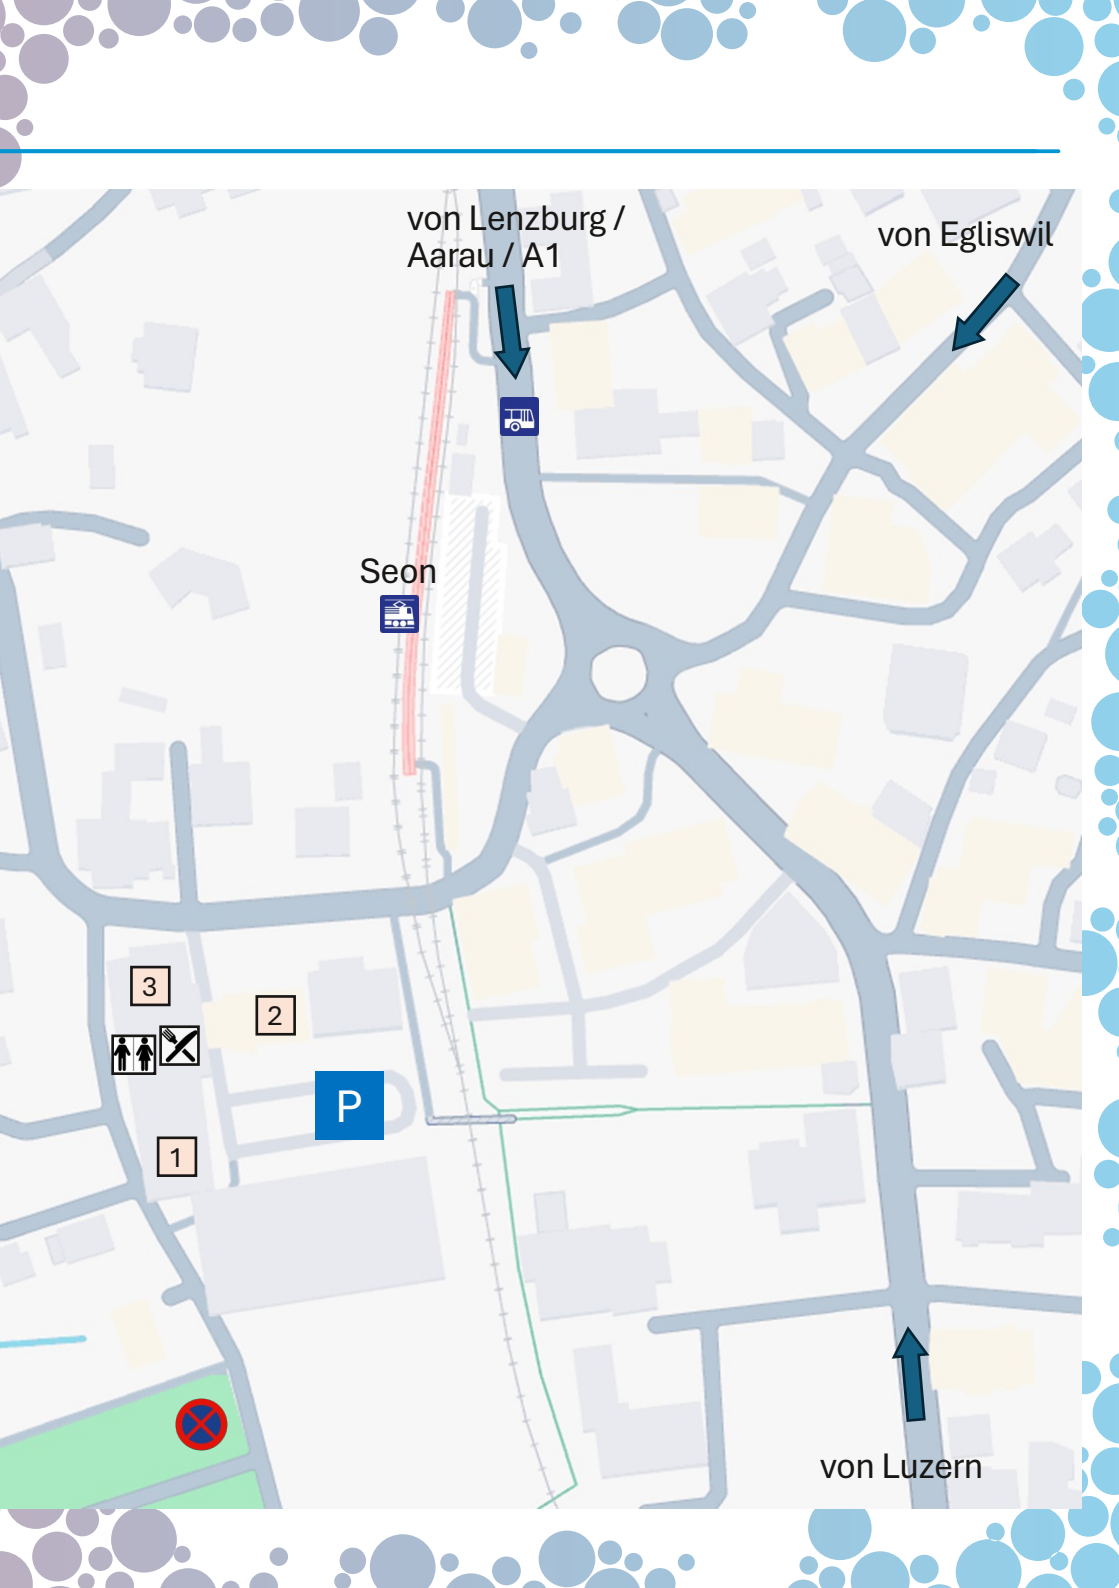 von Lenzburg /
Aarau / A1
von Egliswil
Seon
3
2
P
1
von Luzern